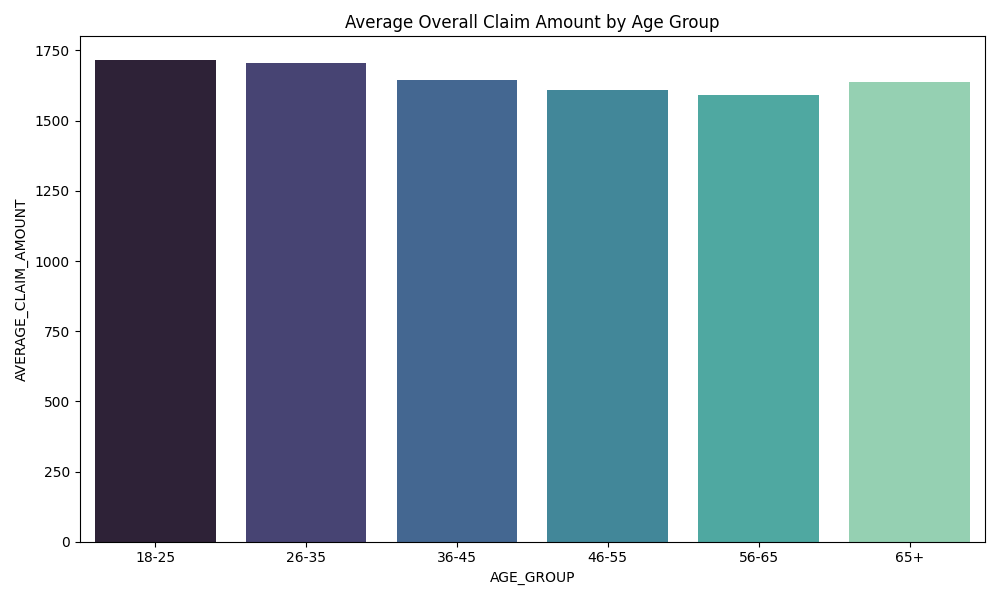 Average Overall Claim Amount by Age Group
AVERAGE_CLAIM_AMOUNT
1750
1500
1250
1000
750
500
250
0
18-25 26-35 36-45 46-55 56-65 65+
AGE_GROUP